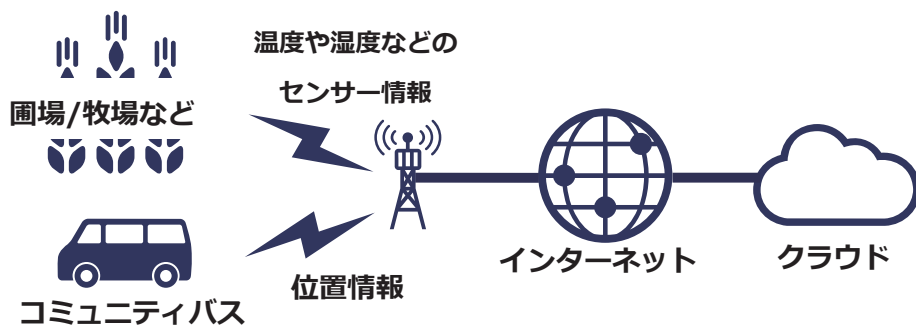 温度や湿度などの
センサー情報
圃場/牧場など
位置情報
コミュニティバス
インターネット
クラウド